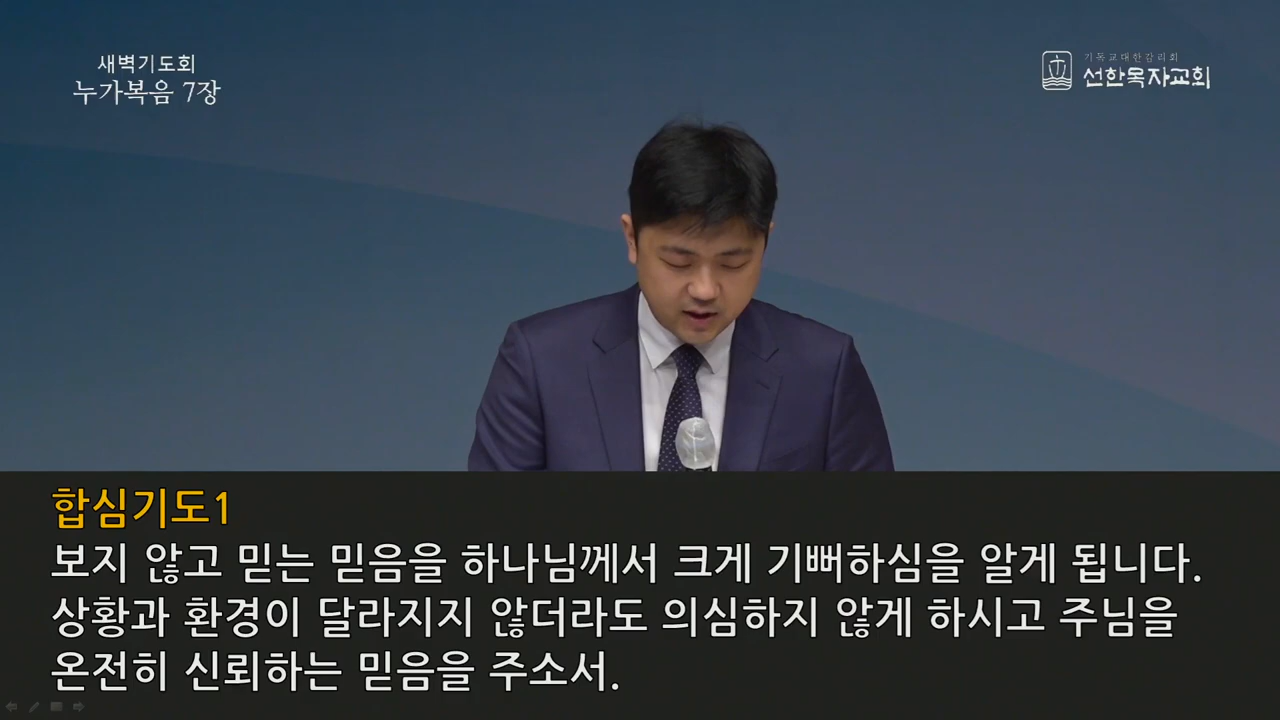 새벽기도회
누가복음 7장
기독교대한감리회
선한목자교회
합심기도1
보지 않고 믿는 믿음을 하나님께서 크게 기뻐하심을 알게 됩니다.
상황과 환경이 달라지지 않더라도 의심하지 않게 하시고 주님을
온전히 신뢰하는 믿음을 주소서.